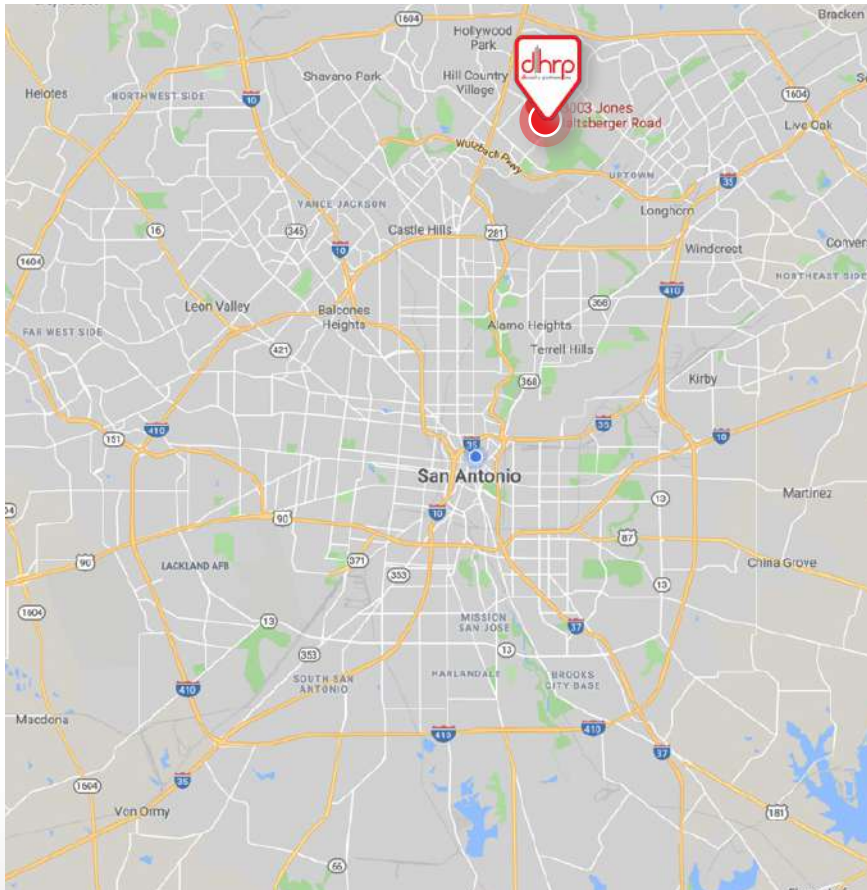 1604
Bracken
Hollywood
Park
dhrp
Shavano Park
Hill Country
Village
Helotes
NORTHWEST SIDE
10
003 Jones
altsberger Road
Live Oak
Wurzbach Pkwy
UPTOWN
35
VANCE JACKSON
Longhorn
16
345
Castle Hills
281
10
Windcrest
Conver
1604
NORTHEAST SIDE
410
Leon Valley
Balcones
Heights
368
Alamo Heights
FAR WEST SIDE
421
Terrell Hills
368
Kirby
410
151
35
35
10
San Antonio
10
13
Martinez
90
87
90
371
China Grove
LACKLAND AFB
353
13
1604
13
MISSION
SAN JOSE
37
353
13
SOUTH SAN
ANTONIO
HARLANDALE
BROOKS
CITY BASE
410
Macdona
410
410
37
35
1604
Von Ormy
181